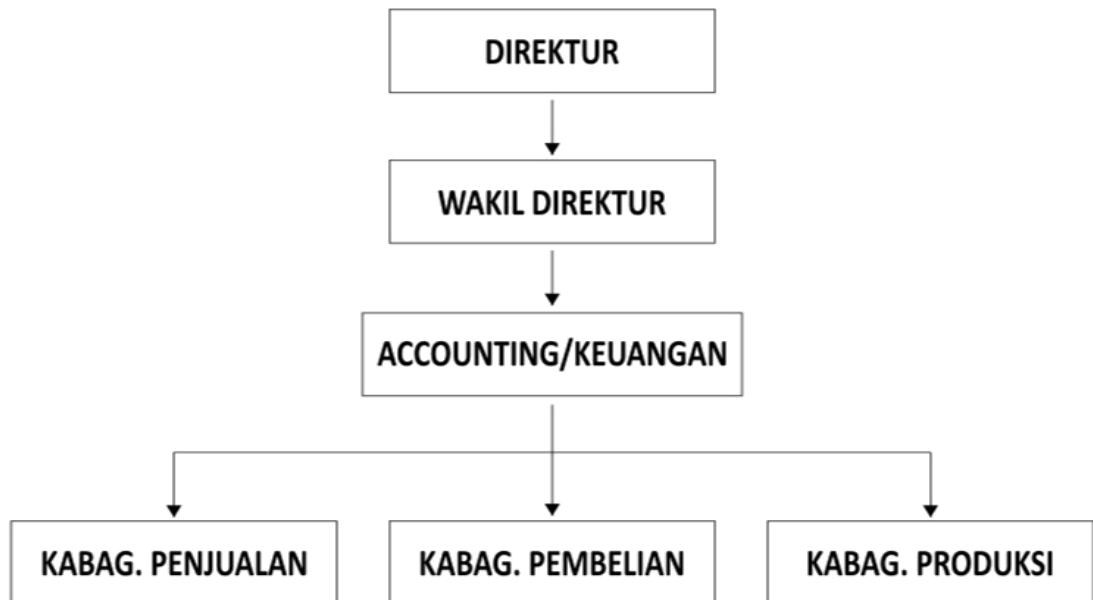 DIREKTUR
WAKIL DIREKTUR
ACCOUNTING/KEUANGAN
KABAG. PENJUALAN
KABAG. PEMBELIAN
KABAG. PRODUKSI